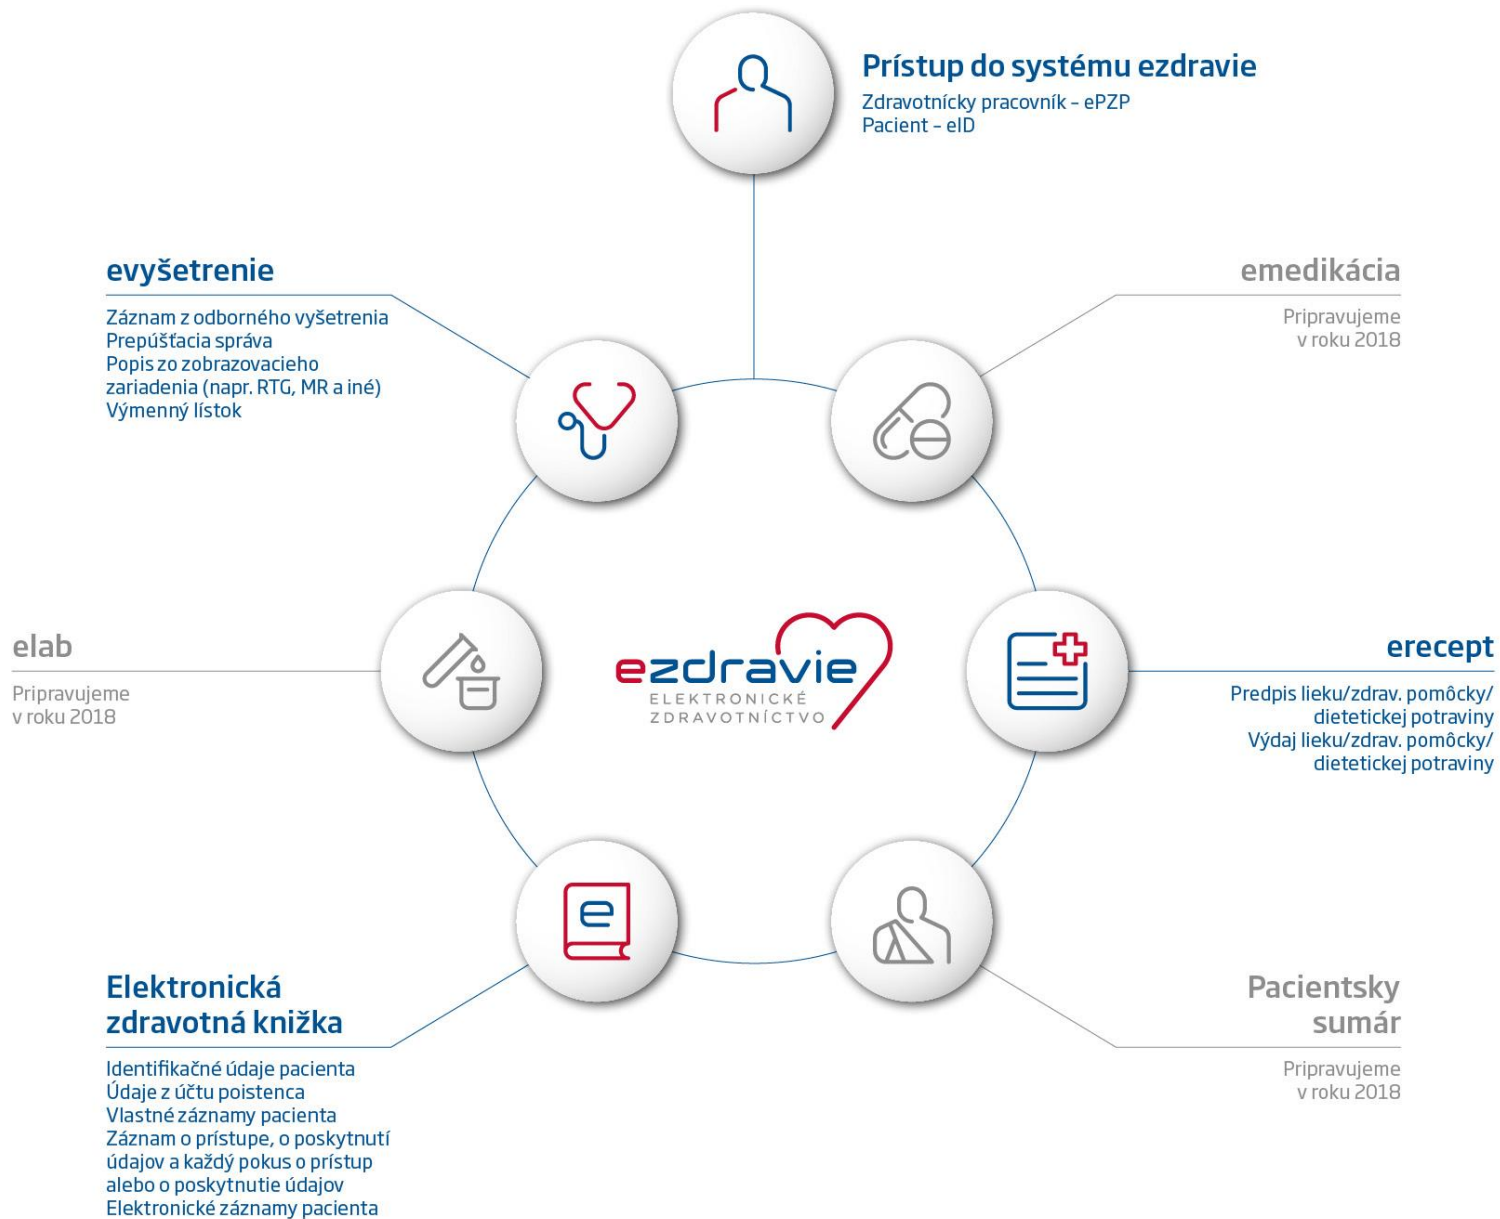 Prístup do systému ezdravie
Zdravotnícky pracovník – ePZP
Pacient – eID
evyšetrenie
Záznam z odborného vyšetrenia
Prepúšťacia správa
Popis zo zobrazovacieho
zariadenia (napr. RTG, MR a iné)
Výmenný lístok
emedikácia
Pripravujeme
v roku 2018
elab
Pripravujeme
v roku 2018
ezdravie
ELEKTRONICKÉ
ZDRAVOTNÍCTVO
erecept
Predpis lieku/zdrav. pomôcky/
dietetickej potraviny
Výdaj lieku/zdrav. pomôcky/
dietetickej potraviny
e
Elektronická
zdravotná knižka
Identifikačné údaje pacienta
Údaje z účtu poistenca
Vlastné záznamy pacienta
Záznam o prístupe, o poskytnutí
údajov a každý pokus o prístup
alebo o poskytnutie údajov
Elektronické záznamy pacienta
Pacientsky
sumár
Pripravujeme
v roku 2018